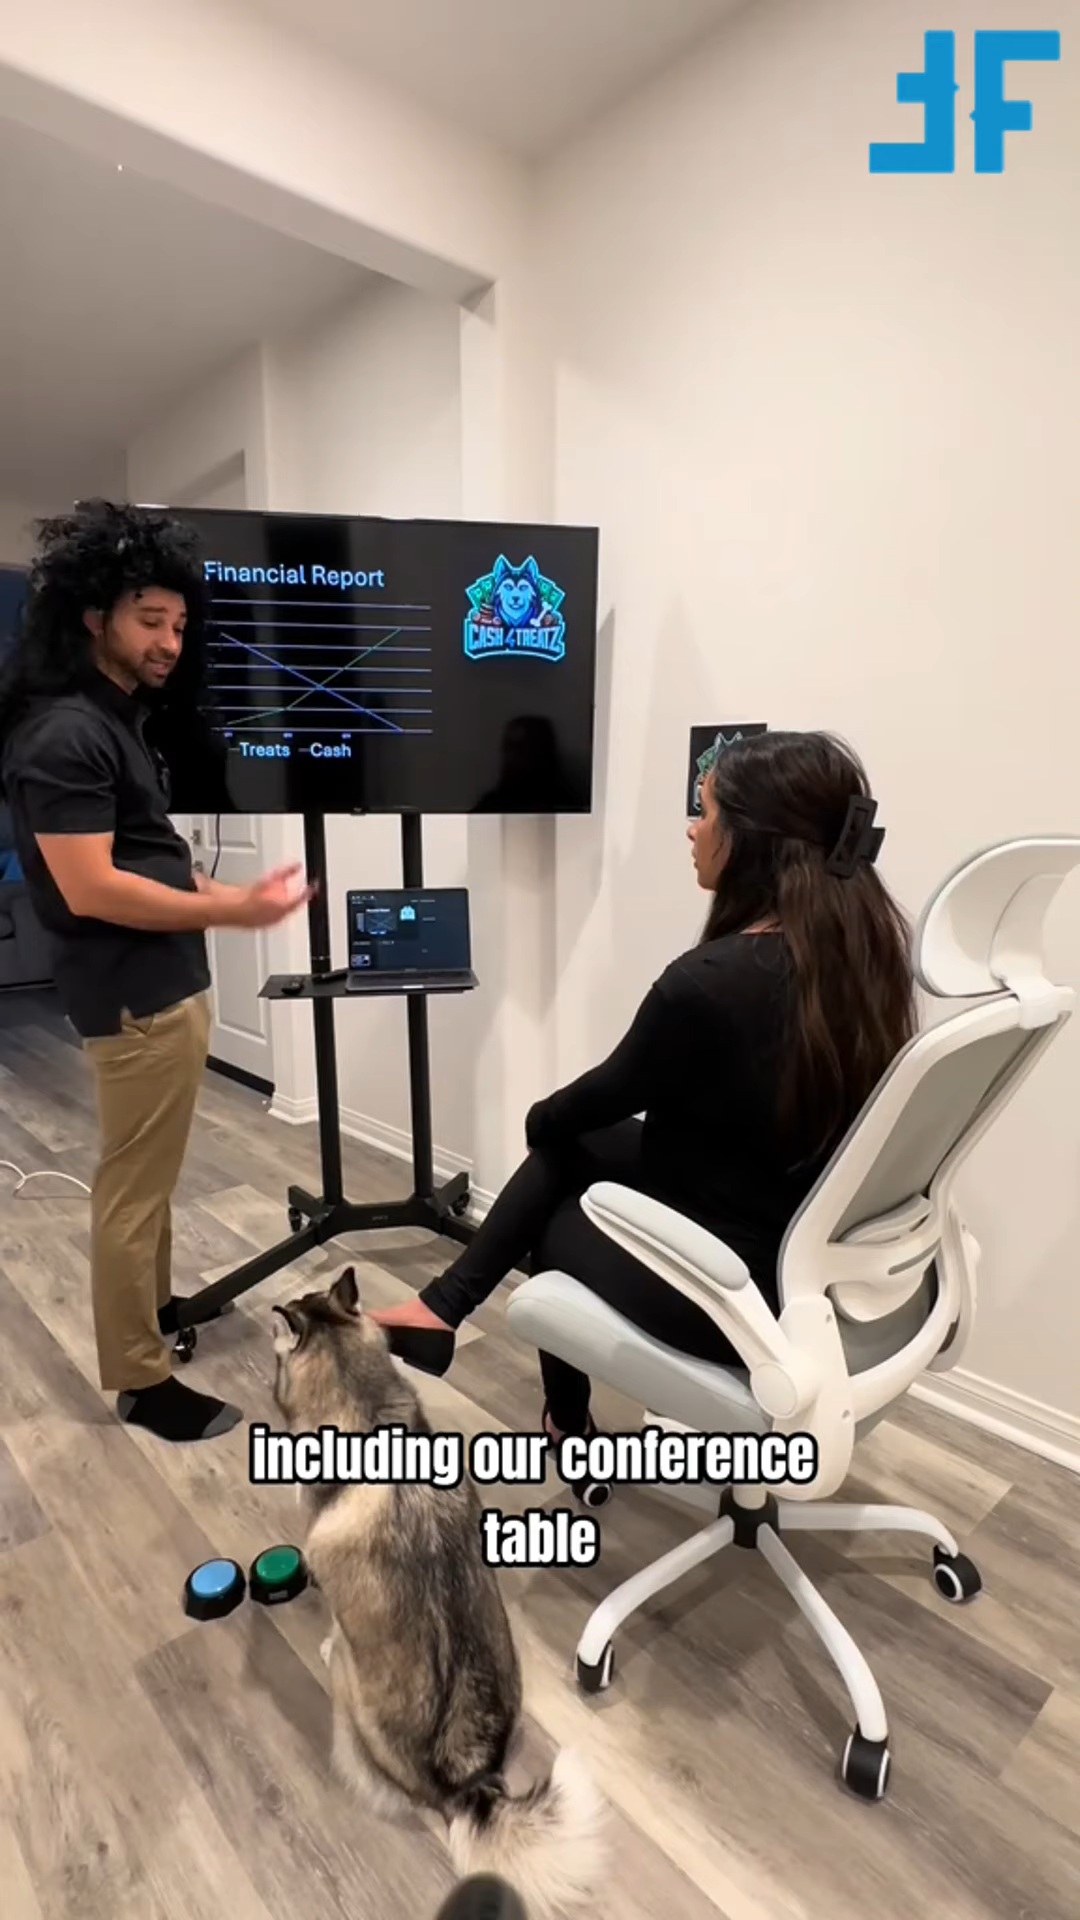 Financial Report
CASH 4 TREATZ
Treats Cash
including our conference
table